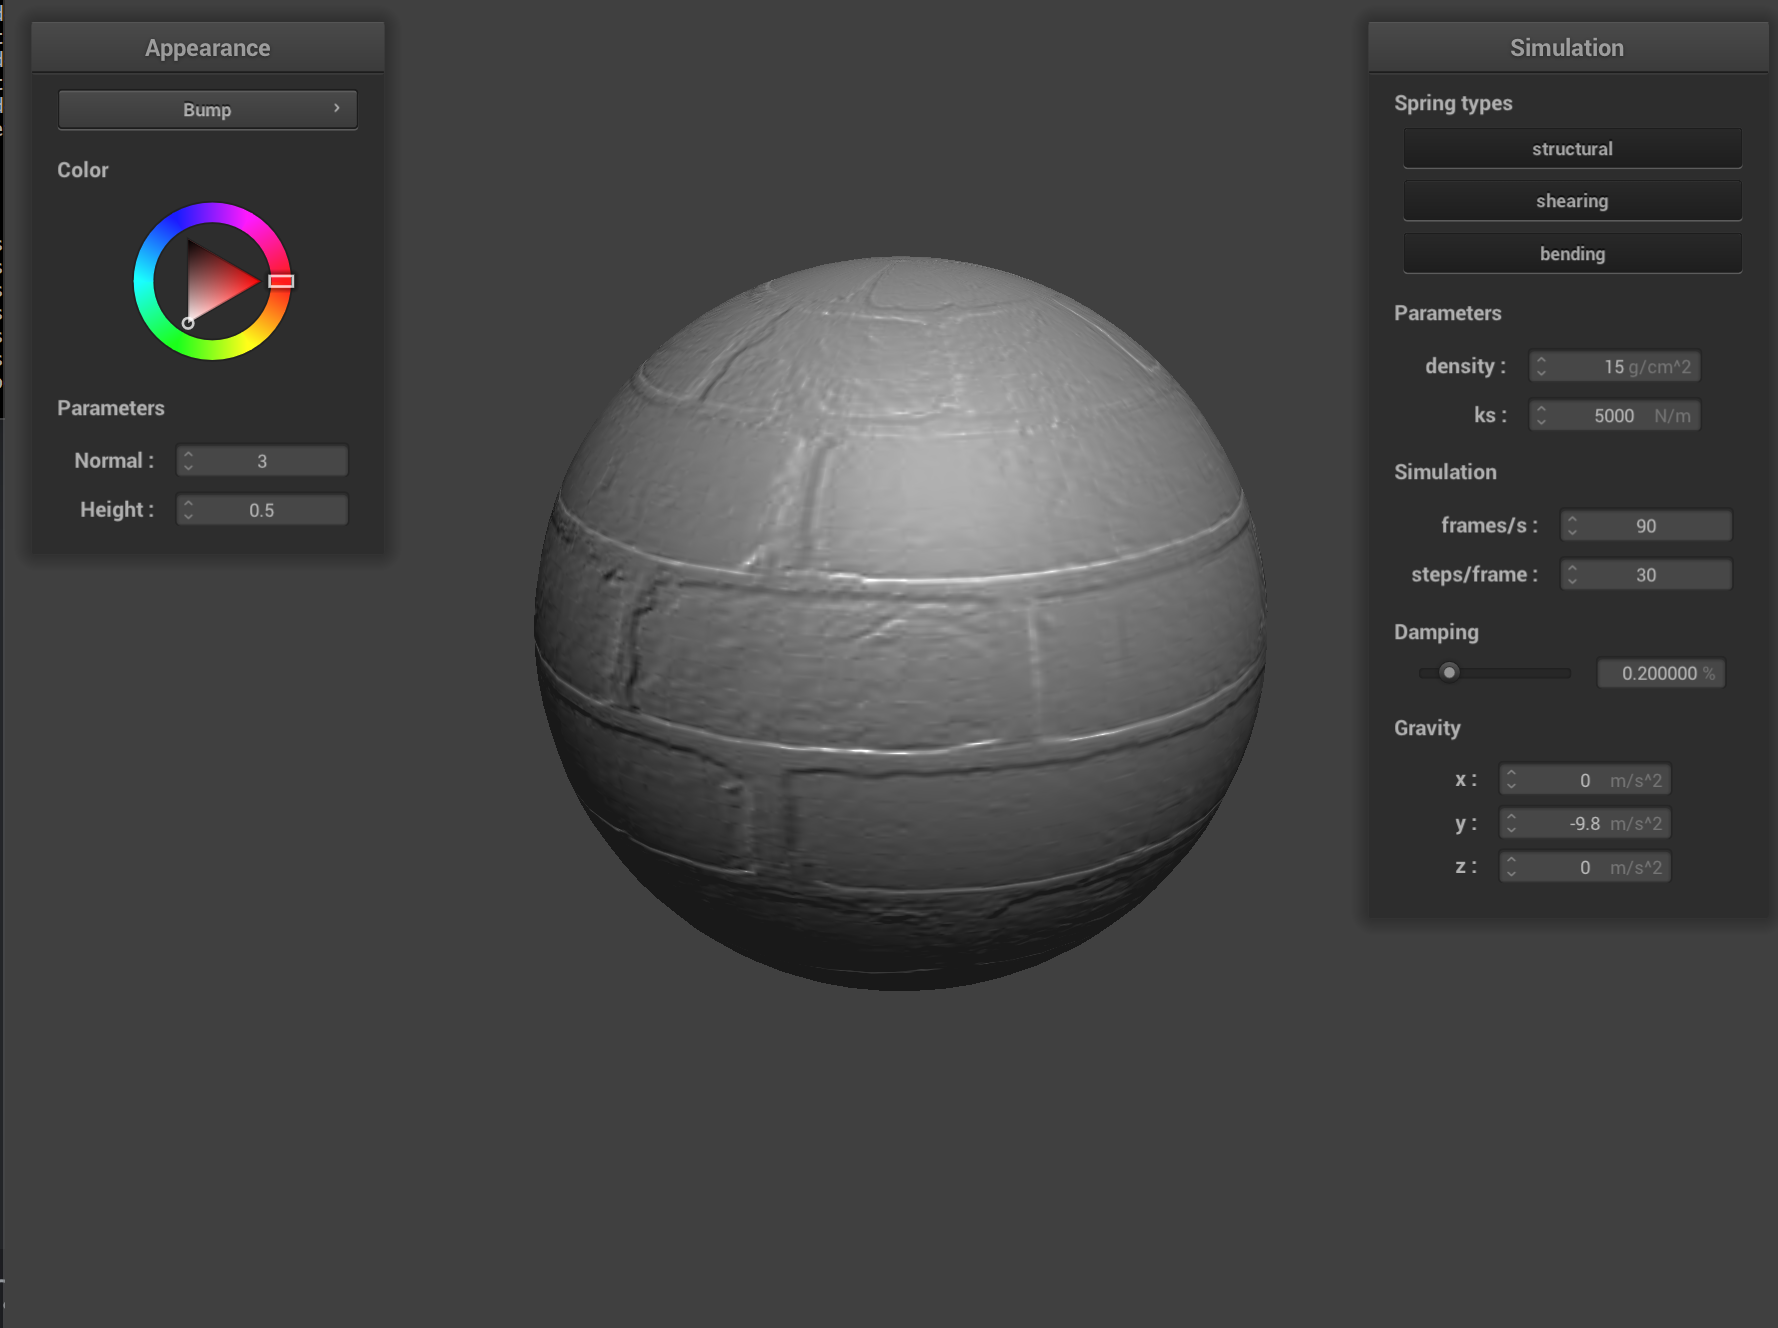 Appearance
Bump
Color
Parameters
Normal : 3
Height : 0.5
Simulation
Spring types
structural
shearing
bending
Parameters
density : 15 g/cm^2
ks : 5000 N/m
Simulation
frames/s : 90
steps/frame : 30
Damping
0.200000 %
Gravity
x : 0 m/s^2
y : -9.8 m/s^2
z : 0 m/s^2